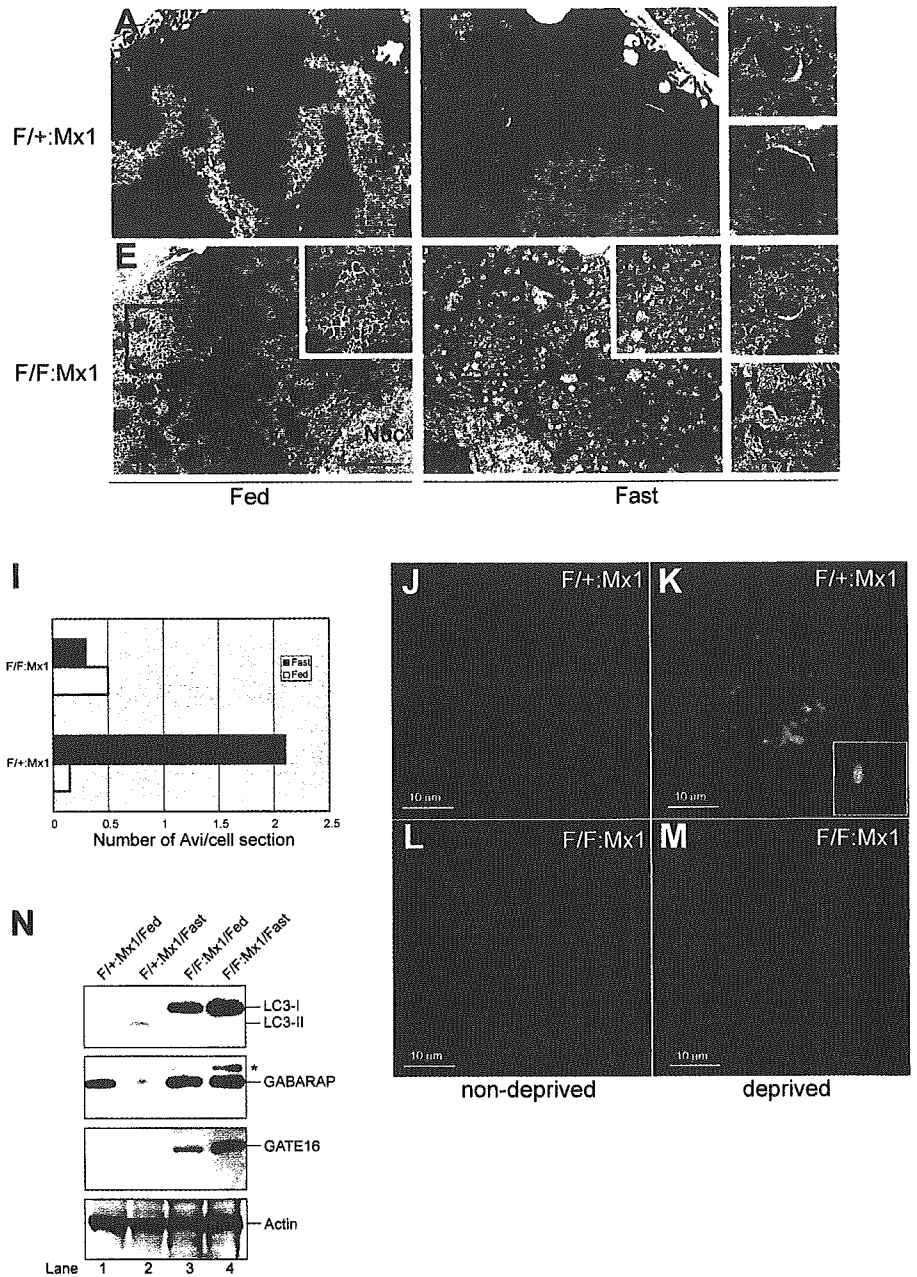 A
F/+:Mx1
E
F/F:Mx1
Nuc
Fed
Fast
I
F/F:Mx1
F/+:Mx1
Fast
Fed
0
0.5
1
1.5
2
2.5
Number of Avi/cell section
J
F/+:Mx1
10 μm
K
F/+:Mx1
10 μm
L
F/F:Mx1
10 μm
M
F/F:Mx1
10 μm
non-deprived
deprived
N
F/+:Mx1/Fed
F/+:Mx1/Fast
F/F:Mx1/Fed
F/F:Mx1/Fast
LC3-I
LC3-II
*
GABARAP
GATE16
Actin
Lane 1 2 3 4